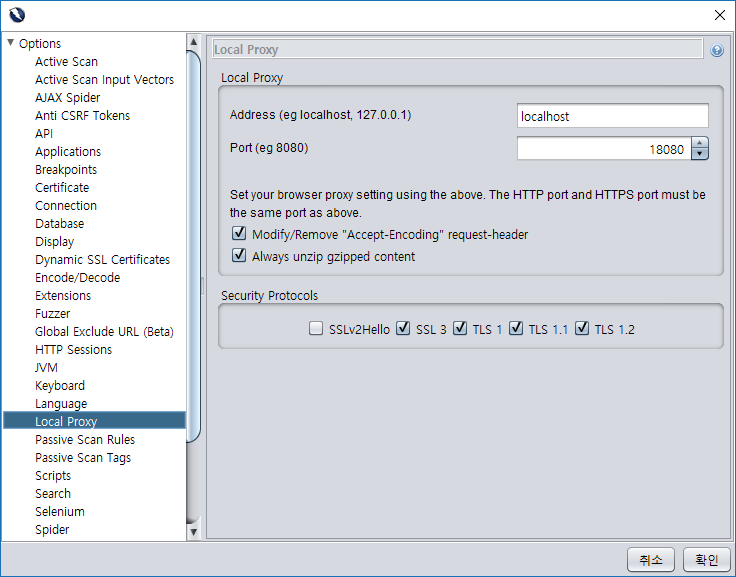 Options
Active Scan
Active Scan Input Vectors
AJAX Spider
Anti CSRF Tokens
API
Applications
Breakpoints
Certificate
Connection
Database
Display
Dynamic SSL Certificates
Encode/Decode
Extensions
Fuzzer
Global Exclude URL (Beta)
HTTP Sessions
JVM
Keyboard
Language
Local Proxy
Passive Scan Rules
Passive Scan Tags
Scripts
Search
Selenium
Spider
Local Proxy
Local Proxy
Address (eg localhost, 127.0.0.1)
localhost
Port (eg 8080)
18080
Set your browser proxy setting using the above. The HTTP port and HTTPS port must be
the same port as above.
Modify/Remove "Accept-Encoding" request-header
Always unzip gzipped content
Security Protocols
SSLv2Hello SSL 3 TLS 1 TLS 1.1 TLS 1.2
취소 확인